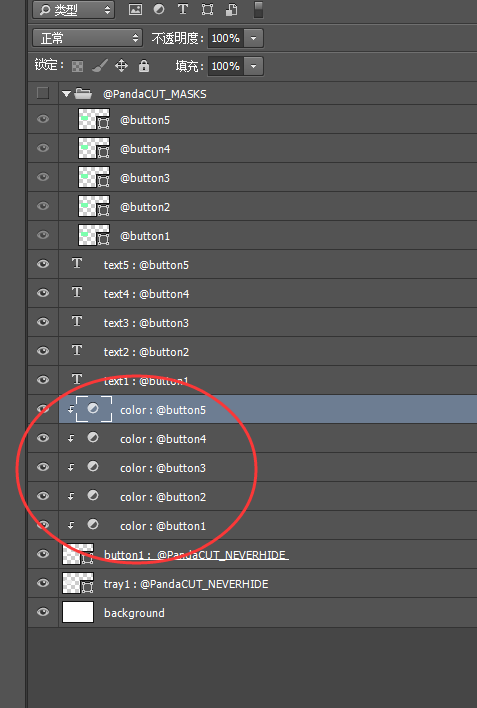 类型
正常 不透明度: 100%
锁定: 填充: 100%
@PandaCUT_MASKS
@button5
@button4
@button3
@button2
@button1
T text5 : @button5
T text4 : @button4
T text3 : @button3
T text2 : @button2
T text1 : @button1
color : @button5
color : @button4
color : @button3
color : @button2
color : @button1
button1 : @PandaCUT_NEVERHIDE
tray1 : @PandaCUT_NEVERHIDE
background